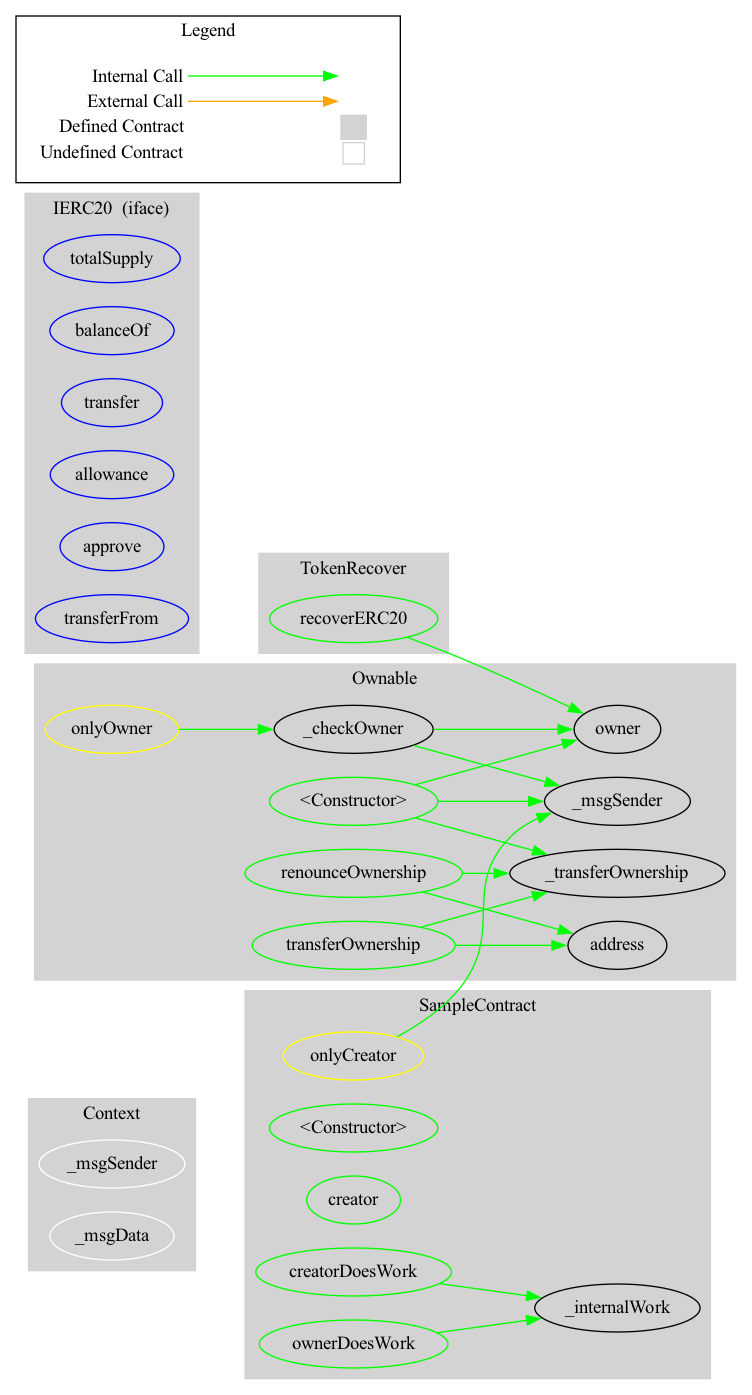 Legend
Internal Call
External Call
Defined Contract
Undefined Contract
IERC20  (iface)
totalSupply
balanceOf
transfer
allowance
approve
transferFrom
TokenRecover
recoverERC20
Ownable
onlyOwner
_checkOwner
owner
<Constructor>
_msgSender
renounceOwnership
_transferOwnership
transferOwnership
address
SampleContract
onlyCreator
<Constructor>
creator
creatorDoesWork
_internalWork
ownerDoesWork
Context
_msgSender
_msgData